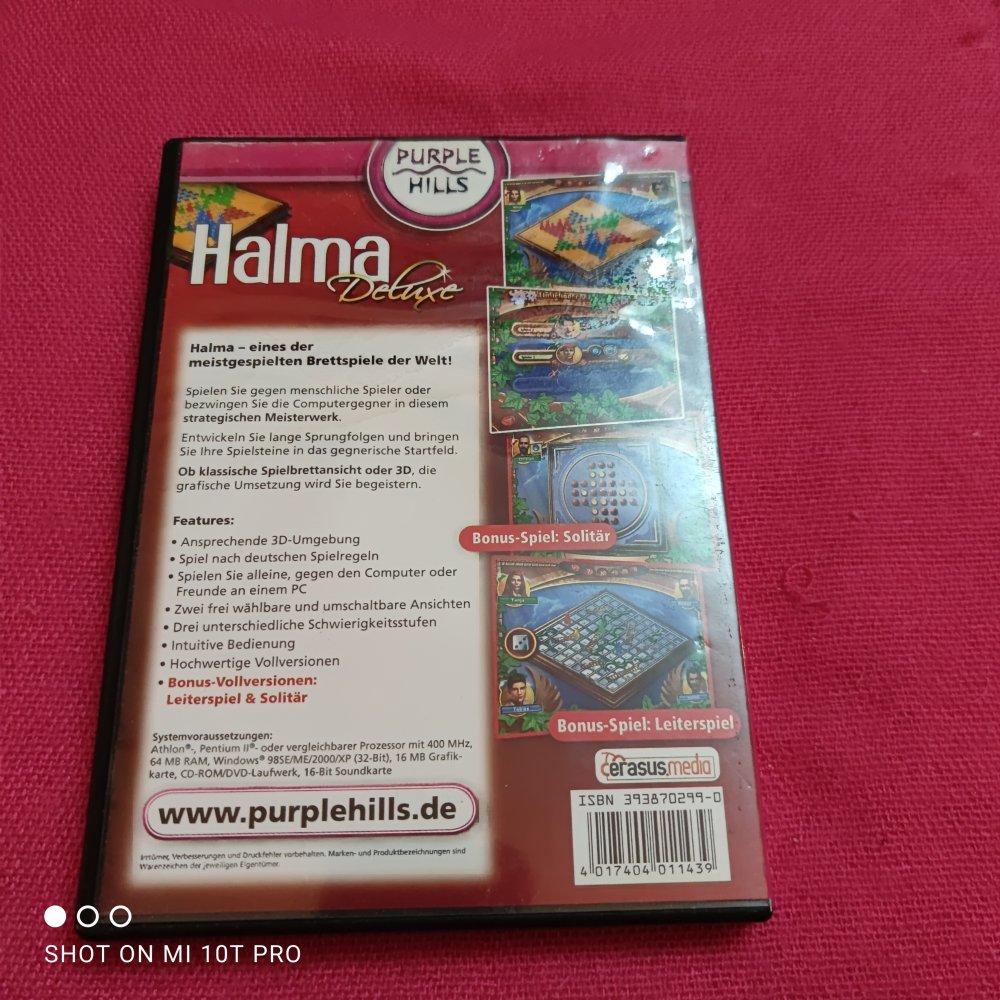 PURPLE
HILLS
Halma
Deluxe
Halma – eines der
meistgespielten Brettspiele der Welt!
Spielen Sie gegen menschliche Spieler oder
bezwingen Sie die Computergegner in diesem
strategischen Meisterwerk.
Entwickeln Sie lange Sprungfolgen und bringen
Sie Ihre Spielsteine in das gegnerische Startfeld.
Ob klassische Spielbrettansicht oder 3D, die
grafische Umsetzung wird Sie begeistern.
Features:
• Ansprechende 3D-Umgebung
• Spiel nach deutschen Spielregeln
• Spielen Sie alleine, gegen den Computer oder
Freunde an einem PC
• Zwei frei wählbare und umschaltbare Ansichten
• Drei unterschiedliche Schwierigkeitsstufen
• Intuitive Bedienung
• Hochwertige Vollversionen
• Bonus-Vollversionen:
Leiterspiel & Solitär
Systemvoraussetzungen:
Athlon®-, Pentium II®- oder vergleichbarer Prozessor mit 400 MHz,
64 MB RAM, Windows® 98SE/ME/2000/XP (32-Bit), 16 MB Grafik-
karte, CD-ROM/DVD-Laufwerk, 16-Bit Soundkarte
www.purplehills.de
Irrtümer, Verbesserungen und Druckfehler vorbehalten. Marken- und Produktbezeichnungen sind
Warenzeichen der jeweiligen Eigentümer.
Bonus-Spiel: Solitär
Tanja
Tobias
Bonus-Spiel: Leiterspiel
cerasus.media
ISBN 393870299-0
4 017404 011439
SHOT ON MI 10T PRO